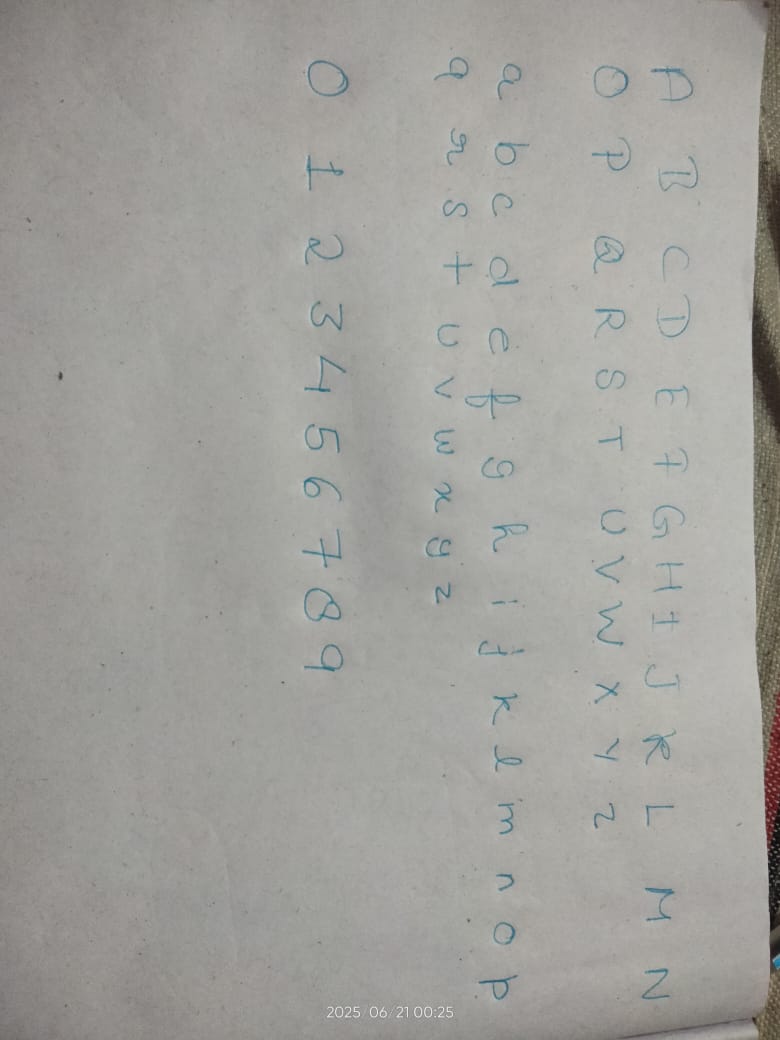 A B C D E F G H I J K L M N
O P Q R S T U V W X Y Z
a b c d e f g h i j k l m n o p
q r s t u v w x y z
0 1 2 3 4 5 6 7 8 9
2025/06/21 00:25